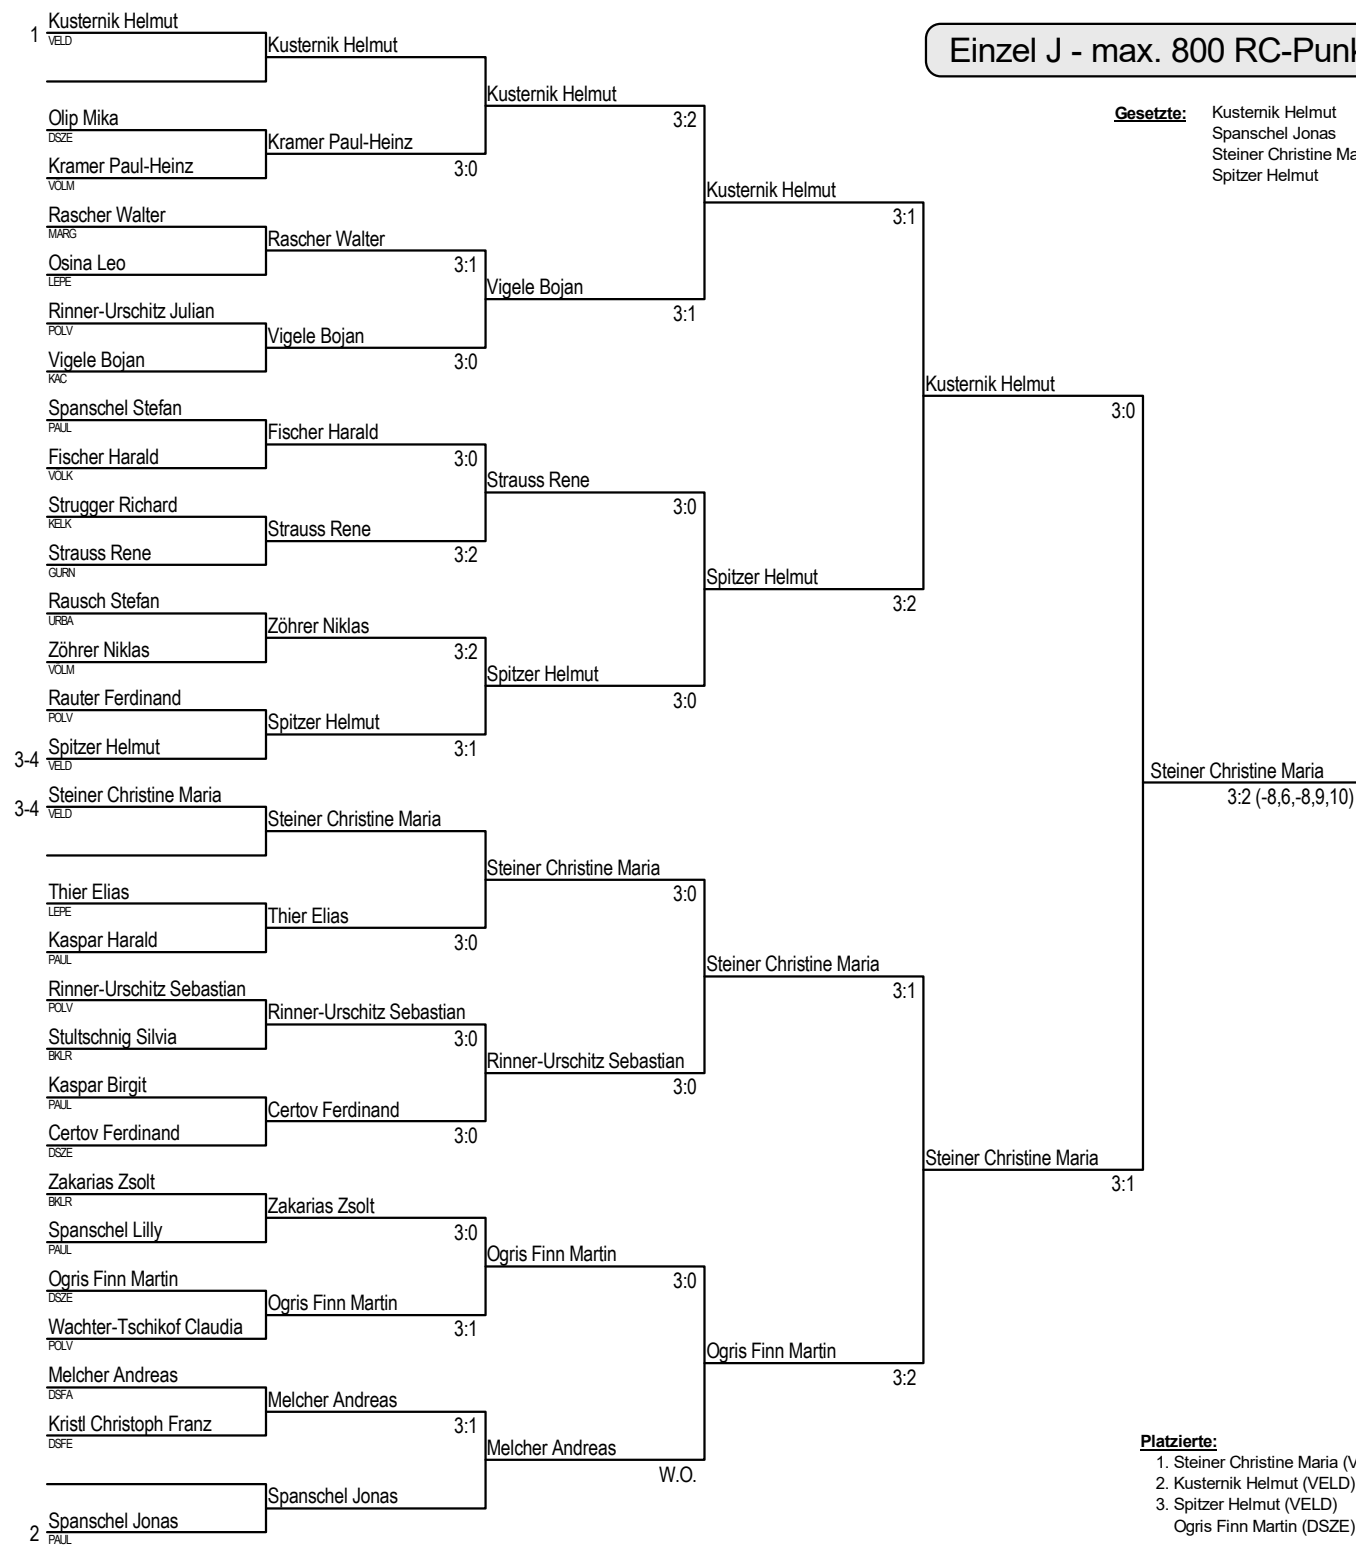 Einzel J - max. 800 RC-Punk
Gesetzte: Kusternik Helmut
Spanschel Jonas
Steiner Christine Ma
Spitzer Helmut
1 Kusternik Helmut
VELD
Olip Mika
DSZE
Kramer Paul-Heinz
VÖLM
Rascher Walter
MARG
Osina Leo
LEPE
Rinner-Urschitz Julian
POLV
Vigele Bojan
KAC
Spanschel Stefan
PAUL
Fischer Harald
VÖLK
Strugger Richard
KELK
Strauss Rene
GURN
Rausch Stefan
URBA
Zöhrer Niklas
VÖLM
Rauter Ferdinand
POLV
3-4 Spitzer Helmut
VELD
3-4 Steiner Christine Maria
VELD
Thier Elias
LEPE
Kaspar Harald
PAUL
Rinner-Urschitz Sebastian
POLV
Stultschnig Silvia
BKLR
Kaspar Birgit
PAUL
Certov Ferdinand
DSZE
Zakarias Zsolt
BKLR
Spanschel Lilly
PAUL
Ogris Finn Martin
DSZE
Wachter-Tschikof Claudia
POLV
Melcher Andreas
DSFA
Kristl Christoph Franz
DSFE
2 Spanschel Jonas
PAUL
Kusternik Helmut
Kramer Paul-Heinz
3:0
Rascher Walter
3:1
Vigele Bojan
3:0
Fischer Harald
3:0
Strauss Rene
3:2
Zöhrer Niklas
3:2
Spitzer Helmut
3:1
Steiner Christine Maria
Thier Elias
3:0
Rinner-Urschitz Sebastian
3:0
Certov Ferdinand
3:0
Zakarias Zsolt
3:0
Ogris Finn Martin
3:1
Melcher Andreas
3:1
Spanschel Jonas
Kusternik Helmut
3:2
Vigele Bojan
3:1
Strauss Rene
3:0
Spitzer Helmut
3:0
Steiner Christine Maria
3:0
Rinner-Urschitz Sebastian
3:0
Ogris Finn Martin
3:0
Melcher Andreas
W.O.
Kusternik Helmut
3:1
Spitzer Helmut
3:2
Steiner Christine Maria
3:1
Ogris Finn Martin
3:2
Kusternik Helmut
3:0
Steiner Christine Maria
3:1
Steiner Christine Maria
3:2 (-8,6,-8,9,10)
Platzierte:
1. Steiner Christine Maria (V
2. Kusternik Helmut (VELD)
3. Spitzer Helmut (VELD)
Ogris Finn Martin (DSZE)